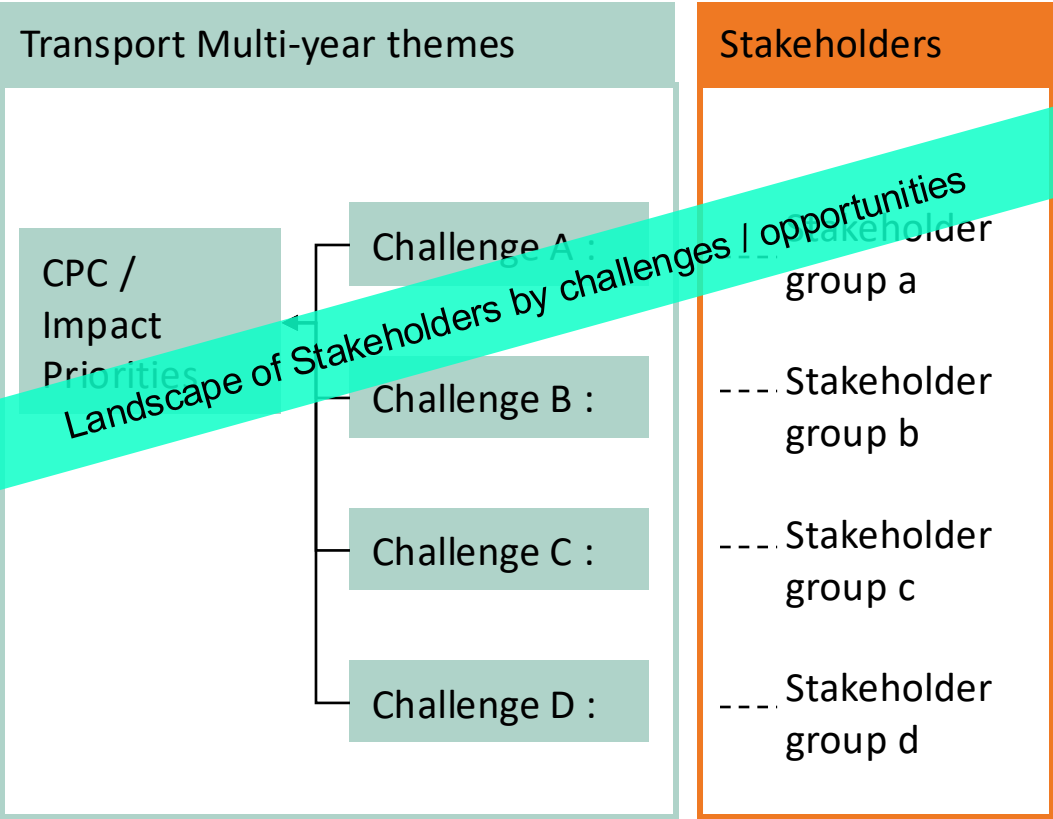 Transport Multi-year themes
Stakeholders
CPC /
Impact
Priorities
Challenge A :
Challenge B :
Challenge C :
Challenge D :
Stakeholder
group a
Stakeholder
group b
Stakeholder
group c
Stakeholder
group d
Landscape of Stakeholders by challenges / opportunities